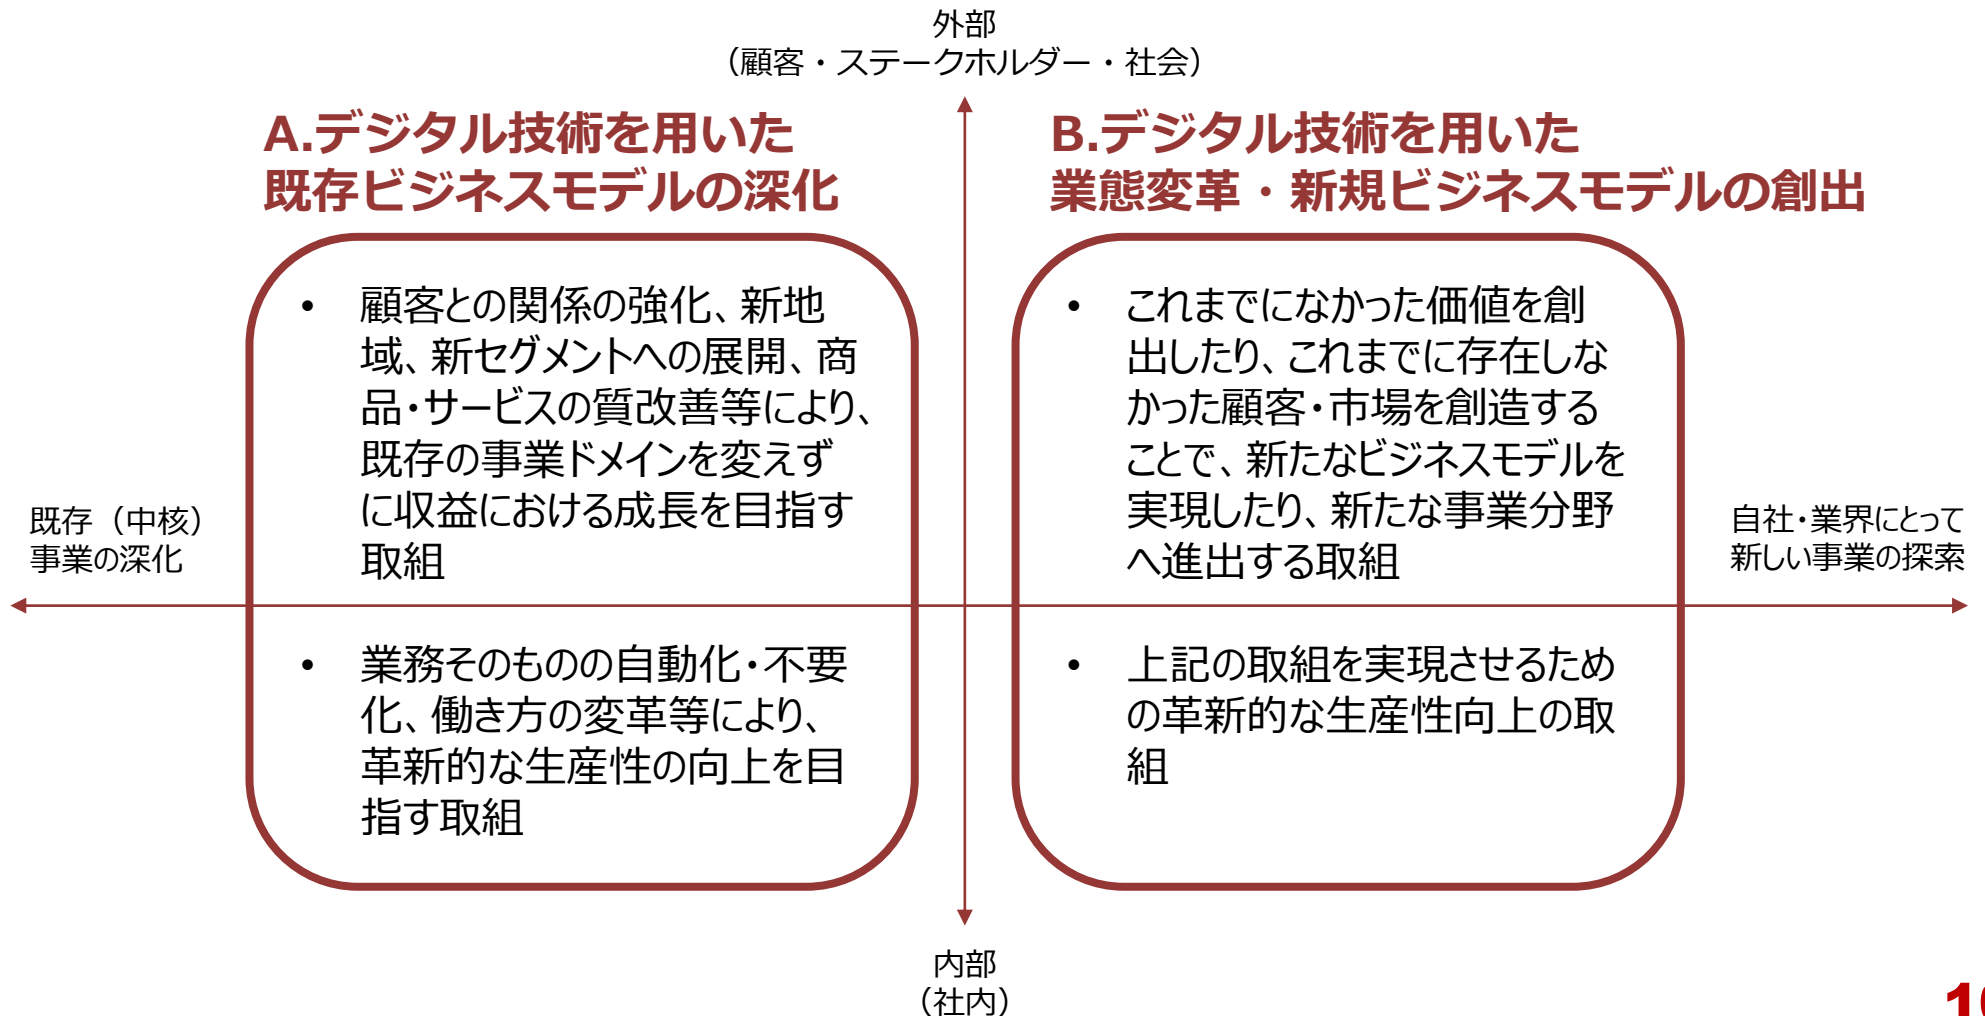 外部
（顧客・ステークホルダー・社会）
A.デジタル技術を用いた
既存ビジネスモデルの深化
B.デジタル技術を用いた
業態変革・新規ビジネスモデルの創出
• 顧客との関係の強化、新地
域、新セグメントへの展開、商
品・サービスの質改善等により、
既存の事業ドメインを変えず
に収益における成長を目指す
取組
• これまでになかった価値を創
出したり、これまでに存在しな
かった顧客・市場を創造する
ことで、新たなビジネスモデルを
実現したり、新たな事業分野
へ進出する取組
既存（中核）
事業の深化
自社・業界にとって
新しい事業の探索
• 業務そのものの自動化・不要
化、働き方の変革等により、
革新的な生産性の向上を目
指す取組
• 上記の取組を実現させるため
の革新的な生産性向上の取
組
内部
（社内）